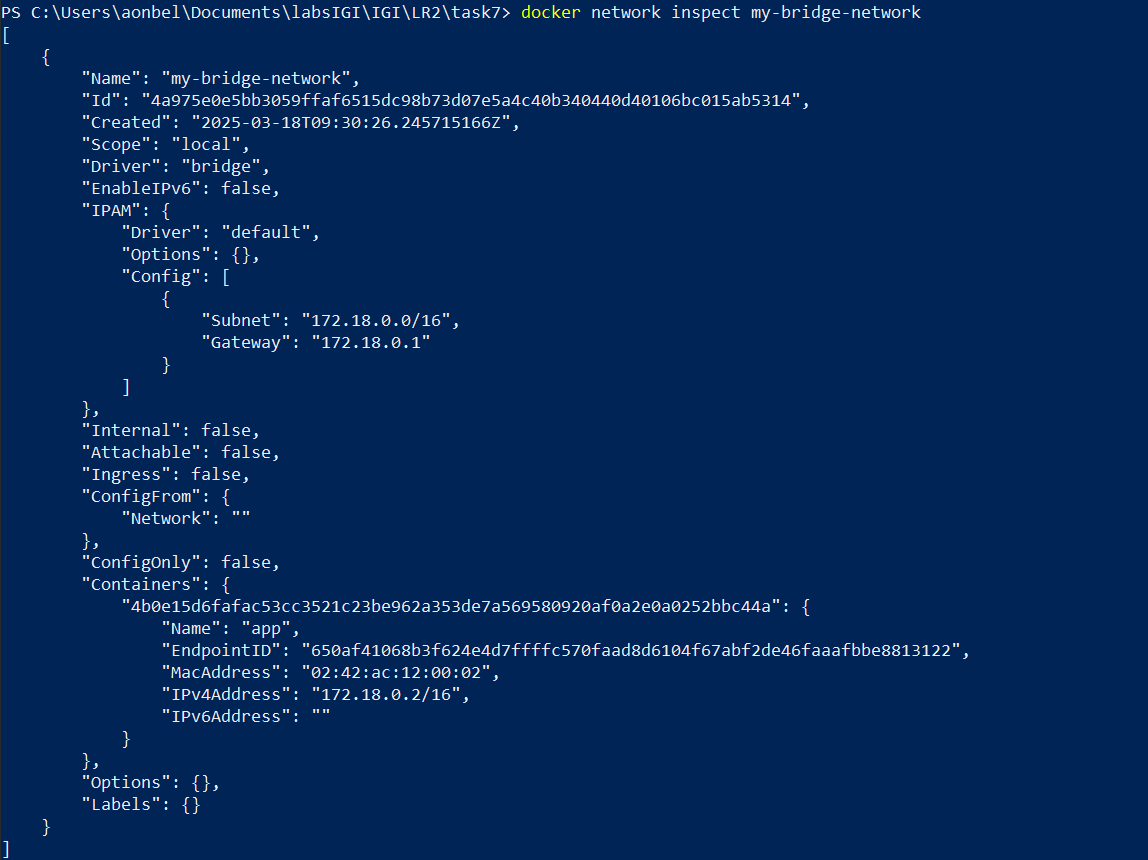 PS C:\Users\aonbel\Documents\labsIGI\IGI\LR2\task7> docker network inspect my-bridge-network
[
    {
        "Name": "my-bridge-network",
        "Id": "4a975e0e5bb3059ffaf6515dc98b73d07e5a4c40b340440d40106bc015ab5314",
        "Created": "2025-03-18T09:30:26.245715166Z",
        "Scope": "local",
        "Driver": "bridge",
        "EnableIPv6": false,
        "IPAM": {
            "Driver": "default",
            "Options": {},
            "Config": [
                {
                    "Subnet": "172.18.0.0/16",
                    "Gateway": "172.18.0.1"
                }
            ]
        },
        "Internal": false,
        "Attachable": false,
        "Ingress": false,
        "ConfigFrom": {
            "Network": ""
        },
        "ConfigOnly": false,
        "Containers": {
            "4b0e15d6fafac53cc3521c23be962a353de7a569580920af0a2e0a0252bbc44a": {
                "Name": "app",
                "EndpointID": "650af41068b3f624e4d7ffffc570faad8d6104f67abf2de46faaafbbe8813122",
                "MacAddress": "02:42:ac:12:00:02",
                "IPv4Address": "172.18.0.2/16",
                "IPv6Address": ""
            }
        },
        "Options": {},
        "Labels": {}
    }
]